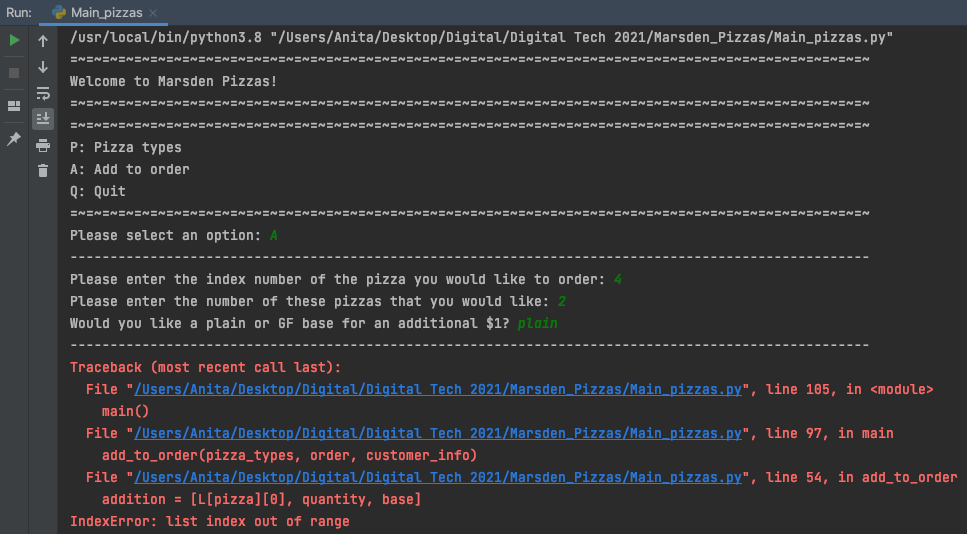 Run: Main_pizzas ×
/usr/local/bin/python3.8 "/Users/Anita/Desktop/Digital/Digital Tech 2021/Marsden_Pizzas/Main_pizzas.py"
=~=~=~=~=~=~=~=~=~=~=~=~=~=~=~=~=~=~=~=~=~=~=~=~=~=~=~=~=~=~=~=~=~=~=~=~=~=~=~=~=~=~=~=~=~=~=~=~=~=~
Welcome to Marsden Pizzas!
=~=~=~=~=~=~=~=~=~=~=~=~=~=~=~=~=~=~=~=~=~=~=~=~=~=~=~=~=~=~=~=~=~=~=~=~=~=~=~=~=~=~=~=~=~=~=~=~=~=~
=~=~=~=~=~=~=~=~=~=~=~=~=~=~=~=~=~=~=~=~=~=~=~=~=~=~=~=~=~=~=~=~=~=~=~=~=~=~=~=~=~=~=~=~=~=~=~=~=~=~
P: Pizza types
A: Add to order
Q: Quit
=~=~=~=~=~=~=~=~=~=~=~=~=~=~=~=~=~=~=~=~=~=~=~=~=~=~=~=~=~=~=~=~=~=~=~=~=~=~=~=~=~=~=~=~=~=~=~=~=~=~
Please select an option: A
----------------------------------------------------------------------------------------------------
Please enter the index number of the pizza you would like to order: 4
Please enter the number of these pizzas that you would like: 2
Would you like a plain or GF base for an additional $1? plain
----------------------------------------------------------------------------------------------------
Traceback (most recent call last):
  File "/Users/Anita/Desktop/Digital/Digital Tech 2021/Marsden_Pizzas/Main_pizzas.py", line 105, in <module>
    main()
  File "/Users/Anita/Desktop/Digital/Digital Tech 2021/Marsden_Pizzas/Main_pizzas.py", line 97, in main
    add_to_order(pizza_types, order, customer_info)
  File "/Users/Anita/Desktop/Digital/Digital Tech 2021/Marsden_Pizzas/Main_pizzas.py", line 54, in add_to_order
    addition = [L[pizza][0], quantity, base]
IndexError: list index out of range